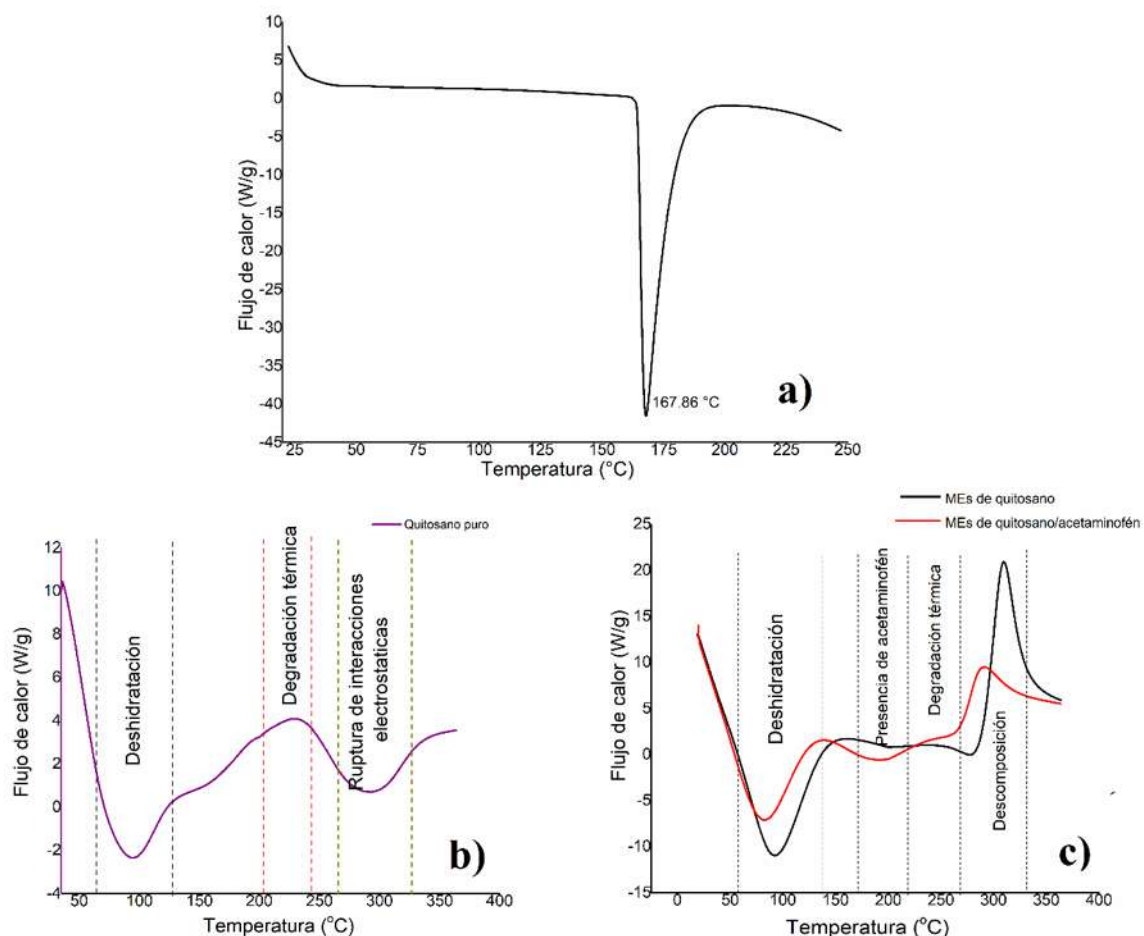 10
5
0
-5
-10
-15
-20
-25
-30
-35
-40
-45
Flujo de calor (W/g)
167.86 °C
a)
25 50 75 100 125 150 175 200 225 250
Temperatura (°C)
Quitosano puro
12
10
8
6
4
2
0
-2
-4
Flujo de calor (W/g)
Deshidratación
Degradación térmica
Ruptura de interacciones
electrostaticas
b)
50 100 150 200 250 300 350 400
Temperatura (°C)
MEs de quitosano
MEs de quitosano/acetaminofén
25
20
15
10
5
0
-5
-10
-15
Flujo de calor (W/g)
Deshidratación
Presencia de acetaminofén
Degradación térmica
Descomposición
c)
0 50 100 150 200 250 300 350 400
Temperatura (°C)